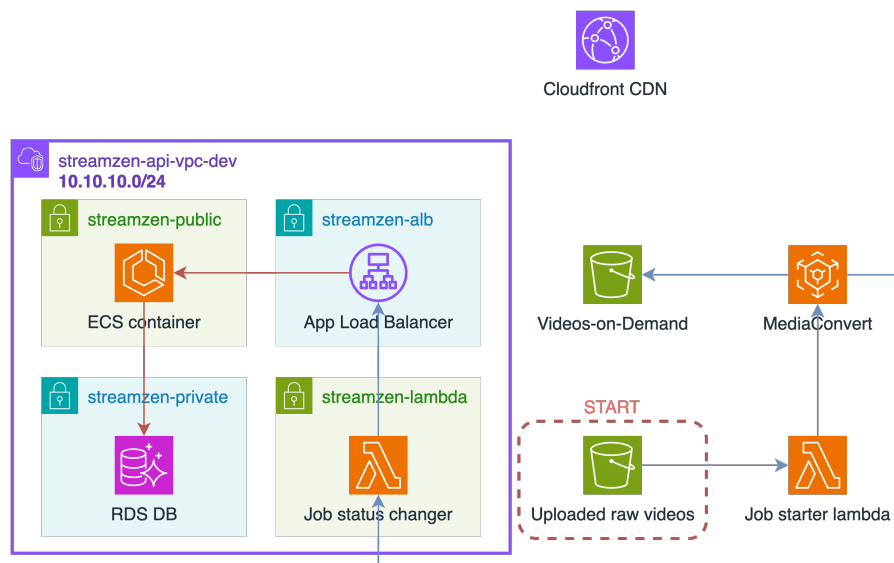 Cloudfront CDN
streamzen-api-vpc-dev
10.10.10.0/24
streamzen-public
streamzen-alb
ECS container
App Load Balancer
Videos-on-Demand
MediaConvert
streamzen-private
streamzen-lambda
START
RDS DB
Job status changer
Uploaded raw videos
Job starter lambda